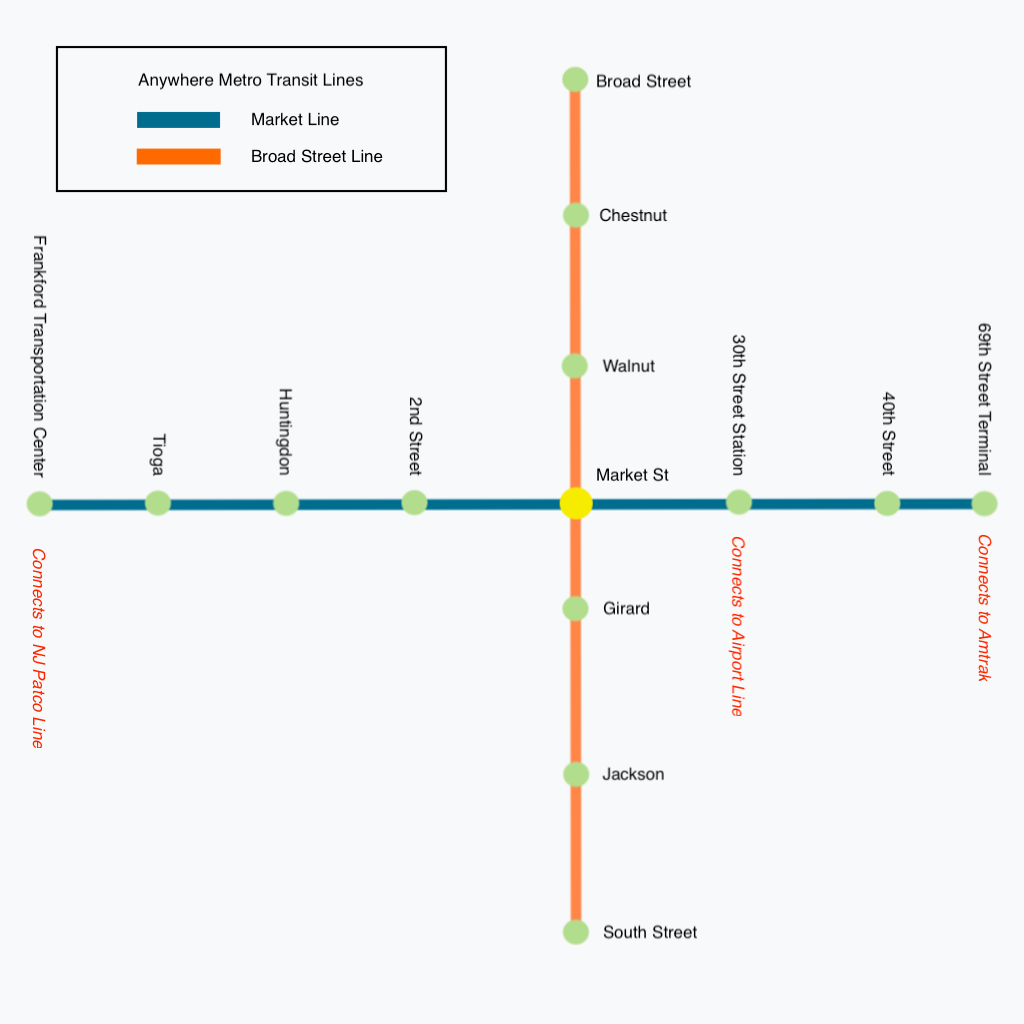 Anywhere Metro Transit Lines
Market Line
Broad Street Line
Broad Street
Chestnut
Walnut
Frankford Transportation Center
Tioga
Huntingdon
2nd Street
Market St
30th Street Station
40th Street
69th Street Terminal
Connects to NJ Patco Line
Connects to Airport Line
Connects to Amtrak
Girard
Jackson
South Street